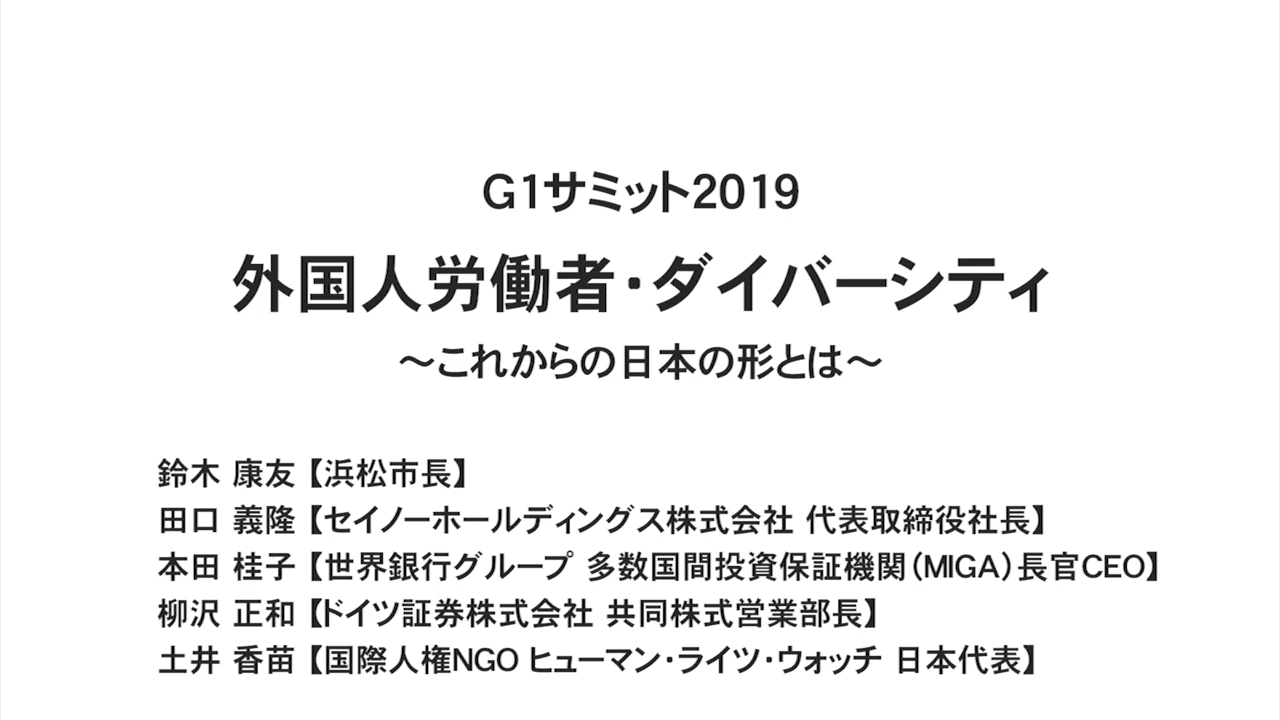 G1サミット2019
外国人労働者・ダイバーシティ
～これからの日本の形とは～
鈴木 康友【浜松市長】
田口 義隆【セイノーホールディングス株式会社 代表取締役社長】
本田 桂子【世界銀行グループ 多数国間投資保証機関（MIGA）長官CEO】
柳沢 正和【ドイツ証券株式会社 共同株式営業部長】
土井 香苗【国際人権NGO ヒューマン・ライツ・ウォッチ 日本代表】